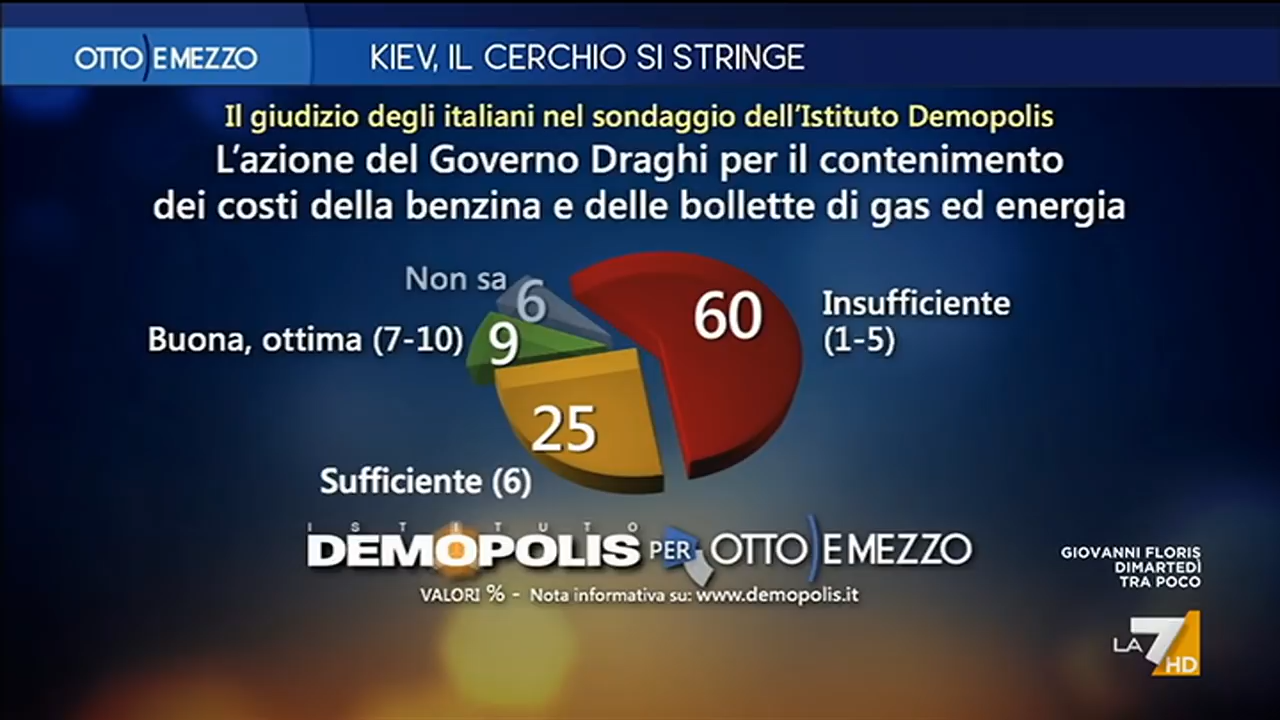 OTTO E MEZZO
KIEV, IL CERCHIO SI STRINGE
Il giudizio degli italiani nel sondaggio dell'Istituto Demopolis
L'azione del Governo Draghi per il contenimento
dei costi della benzina e delle bollette di gas ed energia
Non sa
6
Buona, ottima (7-10)
9
60
Insufficiente
(1-5)
25
Sufficiente (6)
ISTITUTO
DEMOPOLIS PER OTTO E MEZZO
VALORI % - Nota informativa su: www.demopolis.it
GIOVANNI FLORIS
DIMARTEDÌ
TRA POCO
LA 7 HD